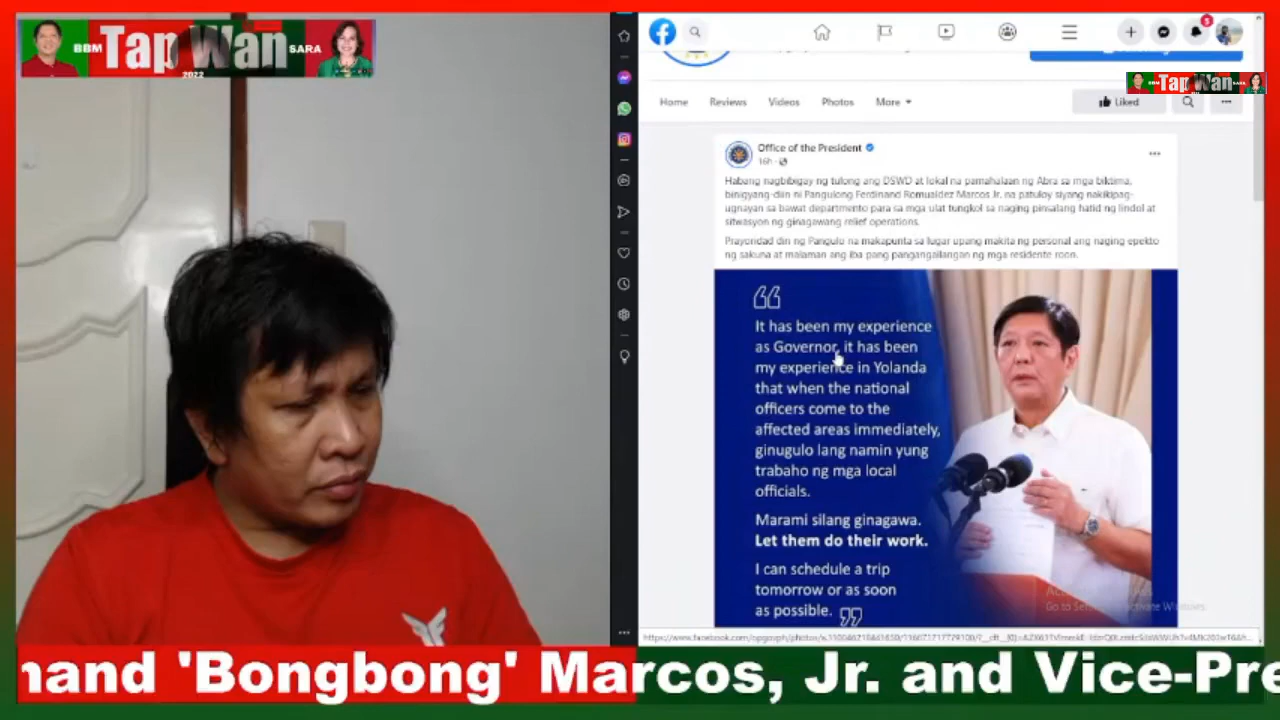 BBM Tap Wan SARA
2022
BBM Tap Wan SARA
Home Reviews Videos Photos More
Liked
Office of the President
16h
Habang nagbibigay ng tulong ang DSWD at lokal na pamahalaan ng Abra sa mga biktima,
binigyang-diin ni Pangulong Ferdinand Romualdez Marcos Jr. na patuloy siyang nakikipag-
ugnayan sa bawat departmento para sa mga ulat tungkol sa naging pinsalang hatid ng lindol at
sitwasyon ng ginagawang relief operations.
Prayoridad din ng Pangulo na makapunta sa lugar upang makita ng personal ang naging epekto
ng sakuna at malaman ang iba pang pangangailangan ng mga residente roon.
It has been my experience
as Governor, it has been
my experience in Yolanda
that when the national
officers come to the
affected areas immediately,
ginugulo lang namin yung
trabaho ng mga local
officials.
Marami silang ginagawa.
Let them do their work.
I can schedule a trip
tomorrow or as soon
as possible.
nand 'Bongbong' Marcos, Jr. and Vice-Pre